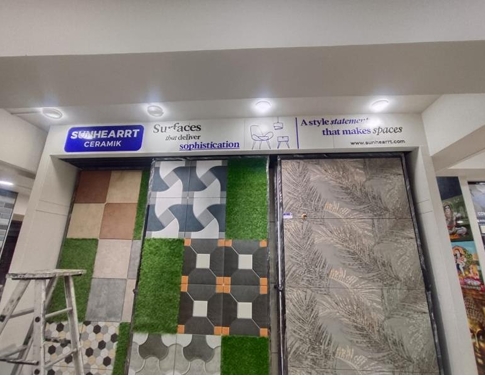 SUNHEARRT
CERAMIK
Surfaces
that deliver
sophistication
A style statement
that makes spaces
www.sunhearrt.com